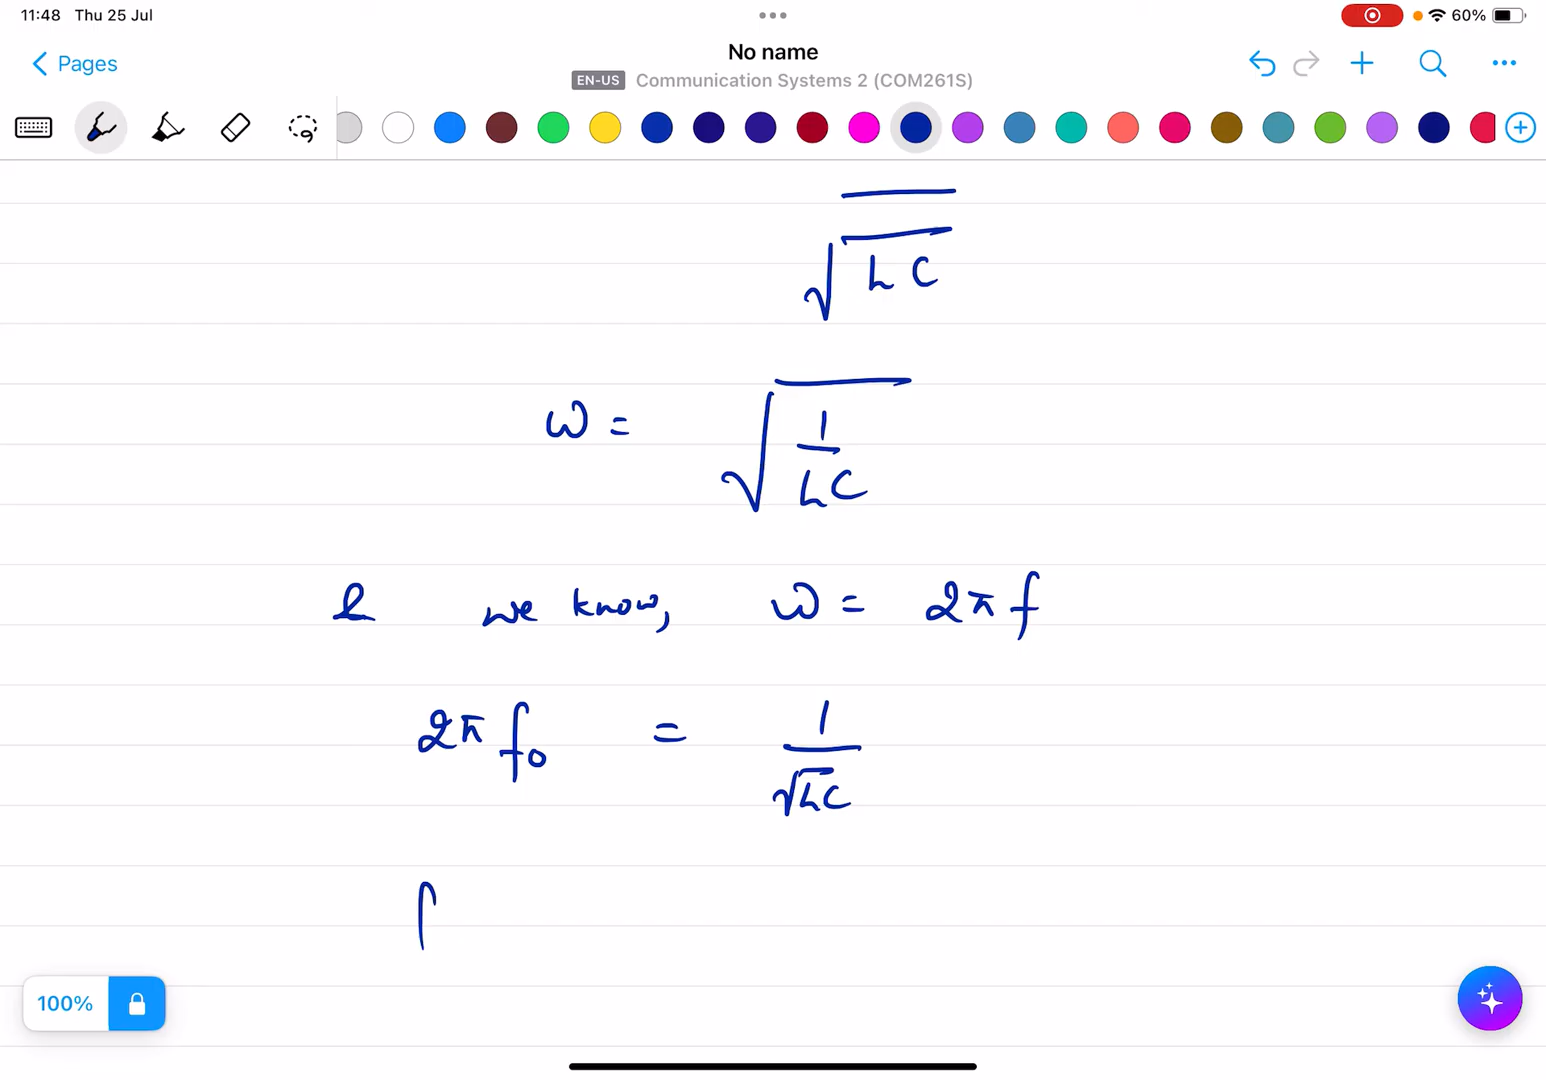 11:48 Thu 25 Jul
60%
Pages
No name
EN-US Communication Systems 2 (COM261S)
√LC
ω = √(1/LC)
& we know, ω = 2πf
2πf₀ = 1/√LC
f
100%